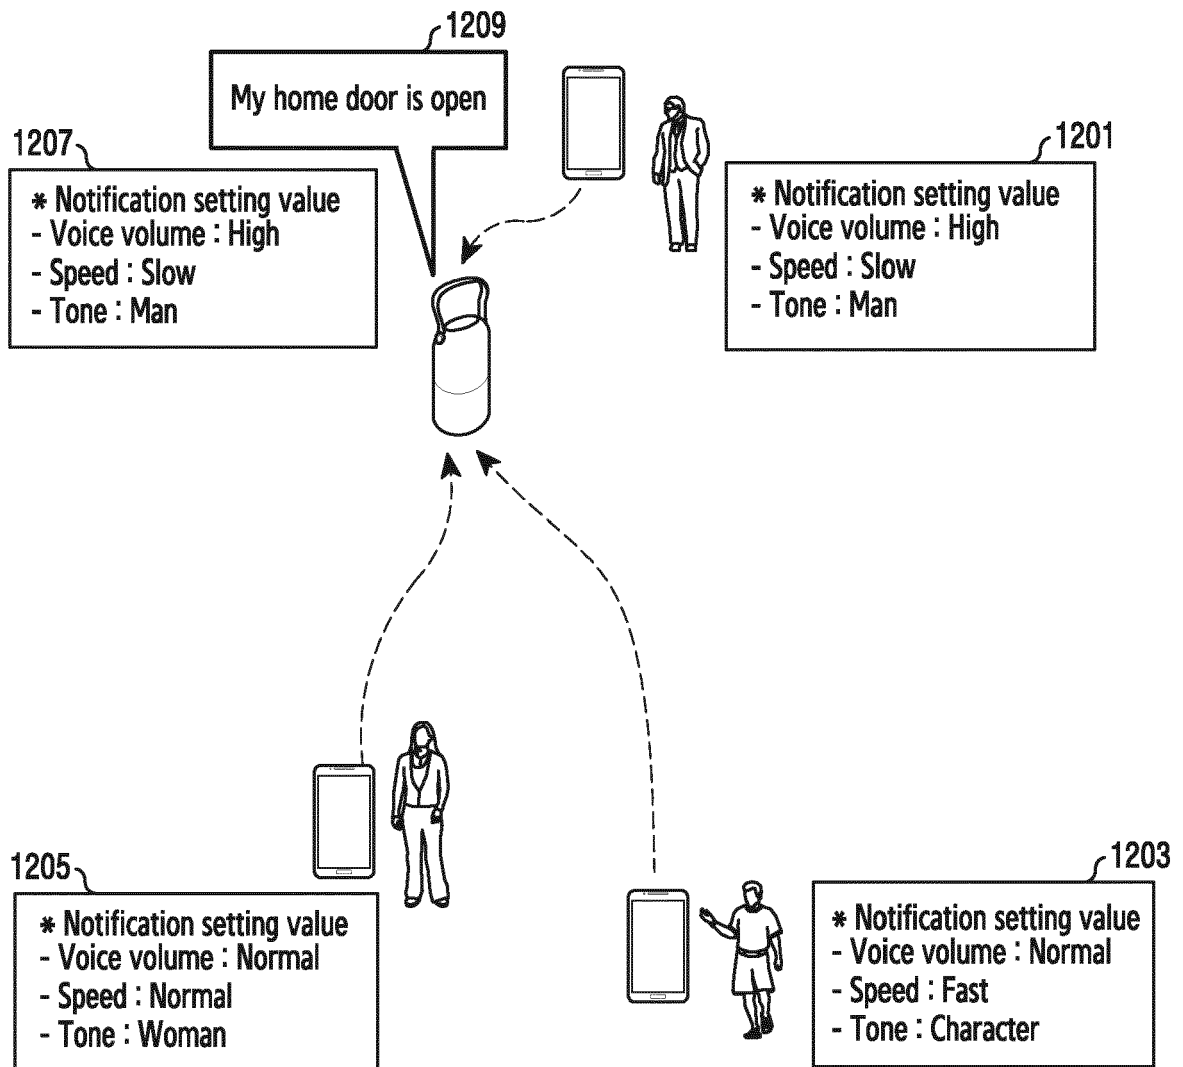 1209
My home door is open
1207
* Notification setting value
- Voice volume : High
- Speed : Slow
- Tone : Man
1201
* Notification setting value
- Voice volume : High
- Speed : Slow
- Tone : Man
1205
* Notification setting value
- Voice volume : Normal
- Speed : Normal
- Tone : Woman
1203
* Notification setting value
- Voice volume : Normal
- Speed : Fast
- Tone : Character